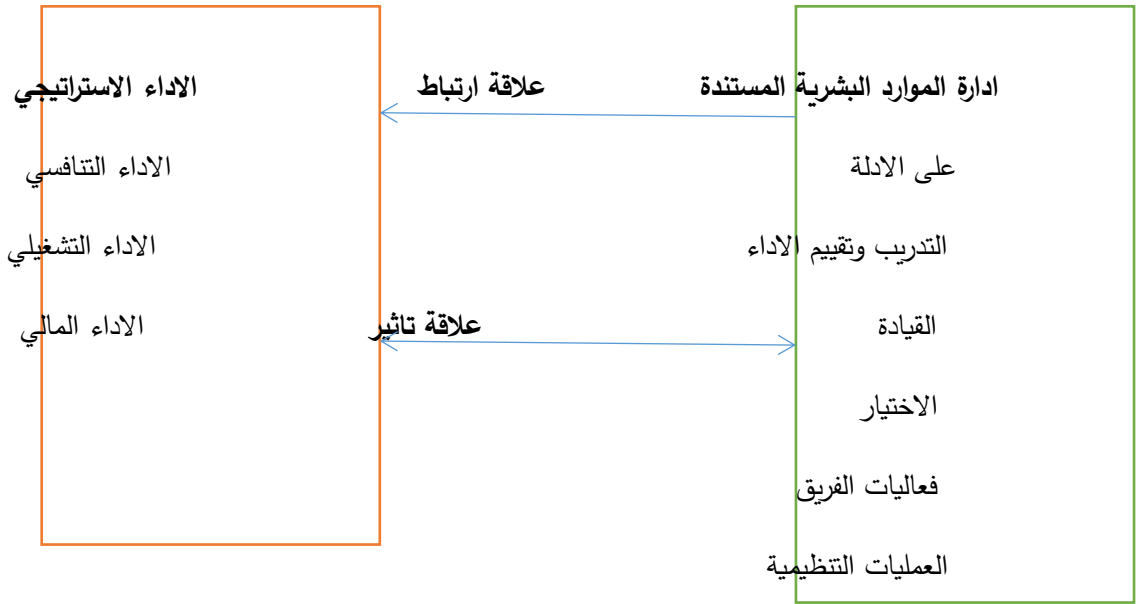 ادارة الموارد البشرية المستندة علاقة ارتباط الاداء الاستراتيجي
على الادلة الاداء التنافسي
التدريب وتقييم الاداء الاداء التشغيلي
القيادة علاقة تاثير الاداء المالي
الاختيار
فعاليات الفريق
العمليات التنظيمية